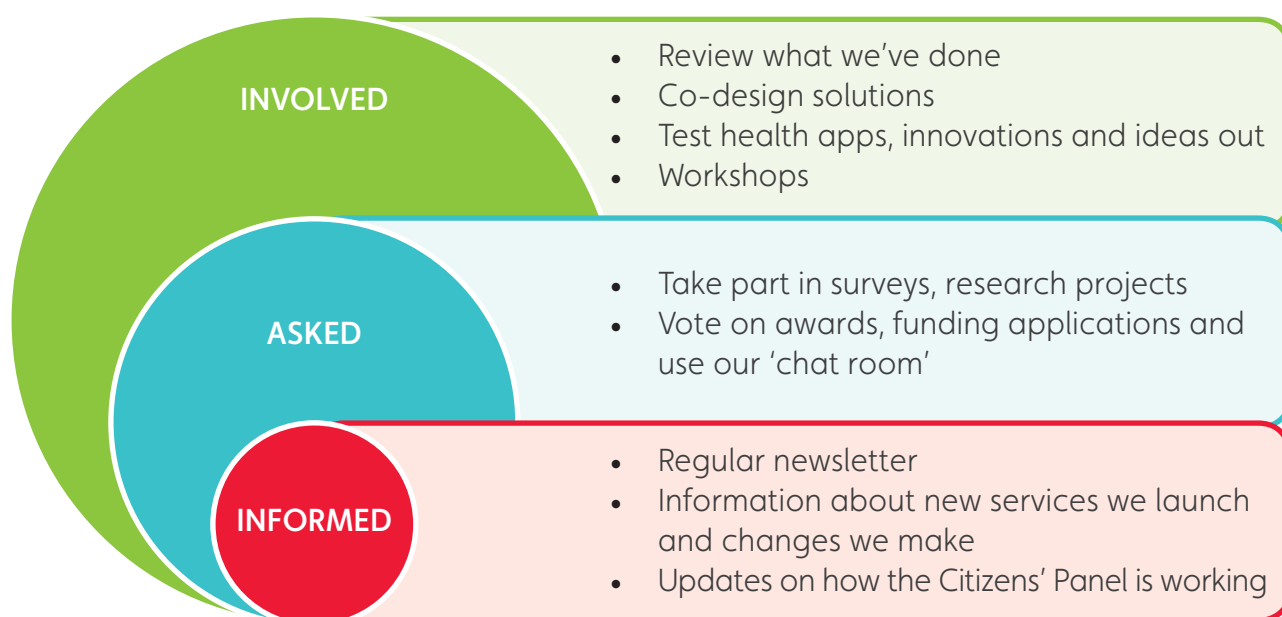 INVOLVED
• Review what we’ve done
• Co-design solutions
• Test health apps, innovations and ideas out
• Workshops
ASKED
• Take part in surveys, research projects
• Vote on awards, funding applications and
use our ‘chat room’
INFORMED
• Regular newsletter
• Information about new services we launch
and changes we make
• Updates on how the Citizens’ Panel is working